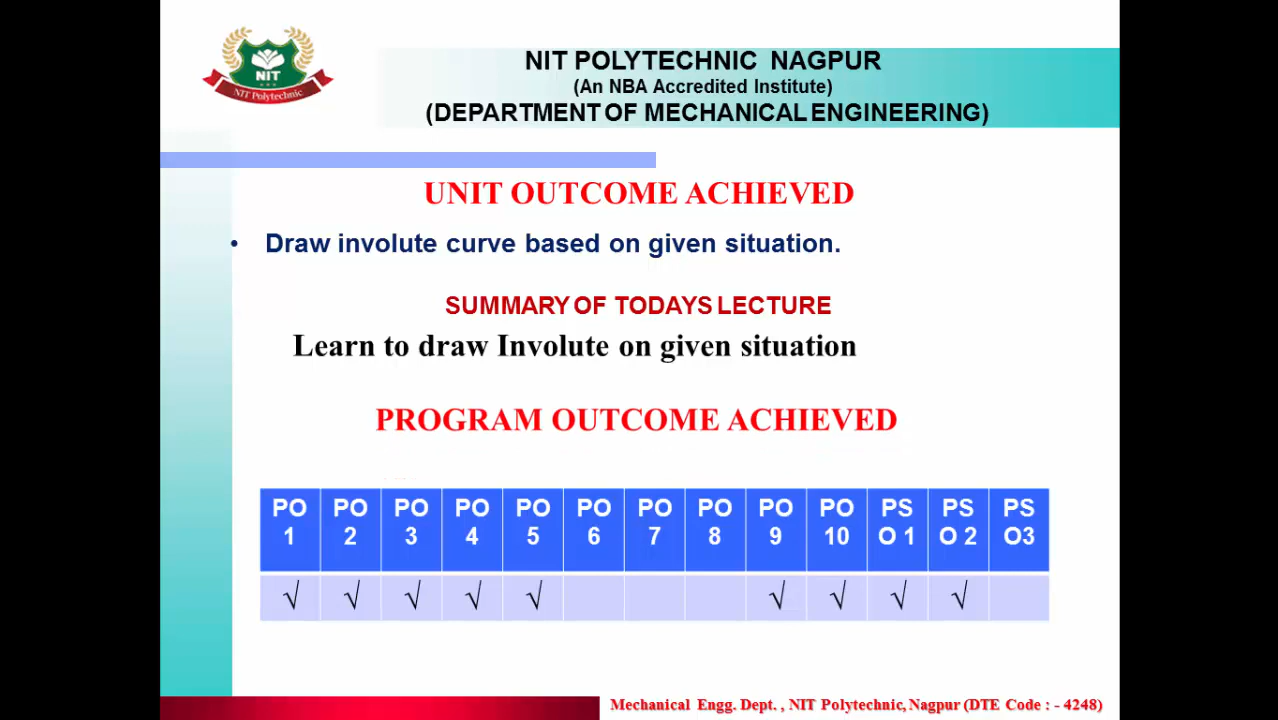 NIT
NIT Polytechnic
NIT POLYTECHNIC NAGPUR
(An NBA Accredited Institute)
(DEPARTMENT OF MECHANICAL ENGINEERING)
UNIT OUTCOME ACHIEVED
• Draw involute curve based on given situation.
SUMMARY OF TODAYS LECTURE
Learn to draw Involute on given situation
PROGRAM OUTCOME ACHIEVED
PO PO PO PO PO PO PO PO PO PO PS PS PS
1 2 3 4 5 6 7 8 9 10 O 1 O 2 O3
√ √ √ √ √ √ √ √ √
Mechanical Engg. Dept. , NIT Polytechnic, Nagpur (DTE Code : - 4248)